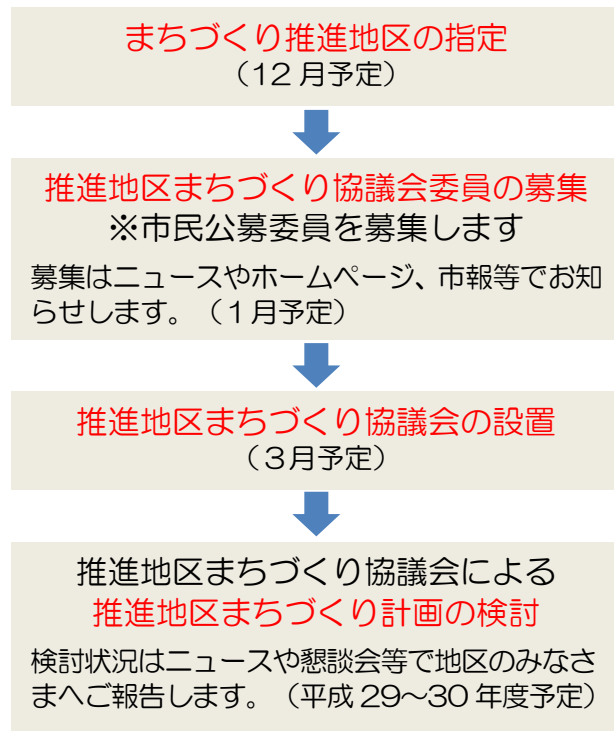 まちづくり推進地区の指定
（12月予定）
推進地区まちづくり協議会委員の募集
※市民公募委員を募集します
募集はニュースやホームページ、市報等でお知
らせします。（１月予定）
推進地区まちづくり協議会の設置
（３月予定）
推進地区まちづくり協議会による
推進地区まちづくり計画の検討
検討状況はニュースや懇談会等で地区のみなさ
まへご報告します。（平成29～30年度予定）